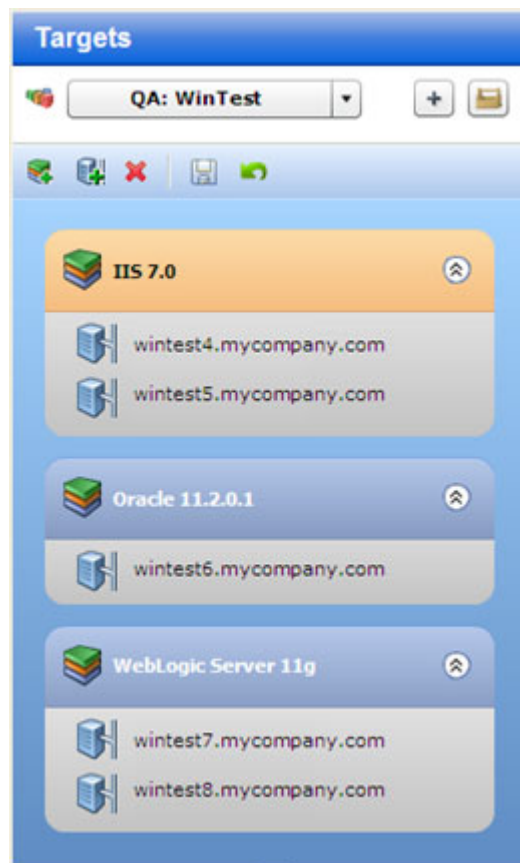 Targets
QA: WinTest
IIS 7.0
wintest4.mycompany.com
wintest5.mycompany.com
Oracle 11.2.0.1
wintest6.mycompany.com
WebLogic Server 11g
wintest7.mycompany.com
wintest8.mycompany.com